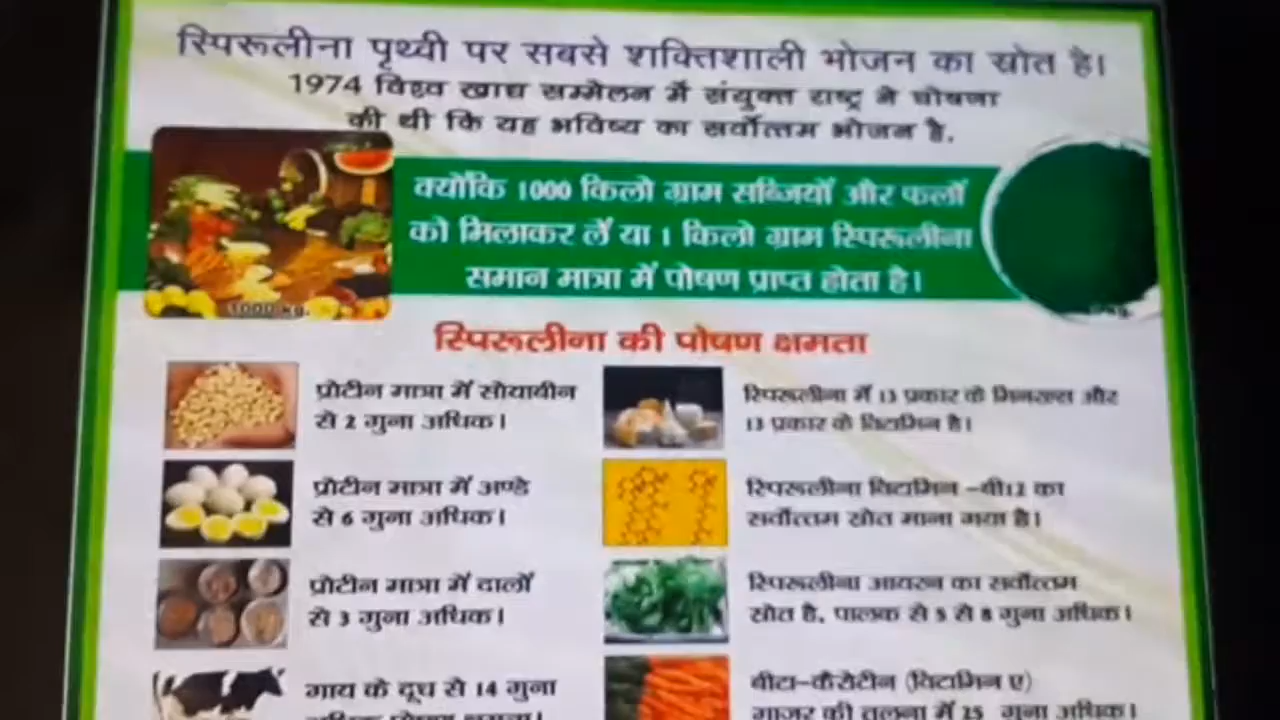 स्पिरूलीना पृथ्वी पर सबसे शक्तिशाली भोजन का स्रोत है।
1974 विश्व खाद्य सम्मेलन में संयुक्त राष्ट्र ने घोषणा
की थी कि यह भविष्य का सर्वोत्तम भोजन है.
क्योंकि 1000 किलो ग्राम सब्जियों और फलों
को मिलाकर लें या 1 किलो ग्राम स्पिरूलीना
समान मात्रा में पोषण प्राप्त होता है।
1000 kg.
स्पिरूलीना की पोषण क्षमता
प्रोटीन मात्रा में सोयाबीन
से 2 गुना अधिक।
प्रोटीन मात्रा में अण्डे
से 6 गुना अधिक।
प्रोटीन मात्रा में दालों
से 3 गुना अधिक।
गाय के दूध से 14 गुना
स्पिरूलीना में 13 प्रकार के मिनरल्स और
13 प्रकार के विटामिन है।
स्पिरूलीना विटामिन -बी12 का
सर्वोत्तम स्रोत माना गया है।
स्पिरूलीना आयरन का सर्वोत्तम
स्रोत है, पालक से 5 से 8 गुना अधिक।
बीटा-कैरोटीन (विटामिन ए)
गाजर की तुलना में 25 गुना अधिक।